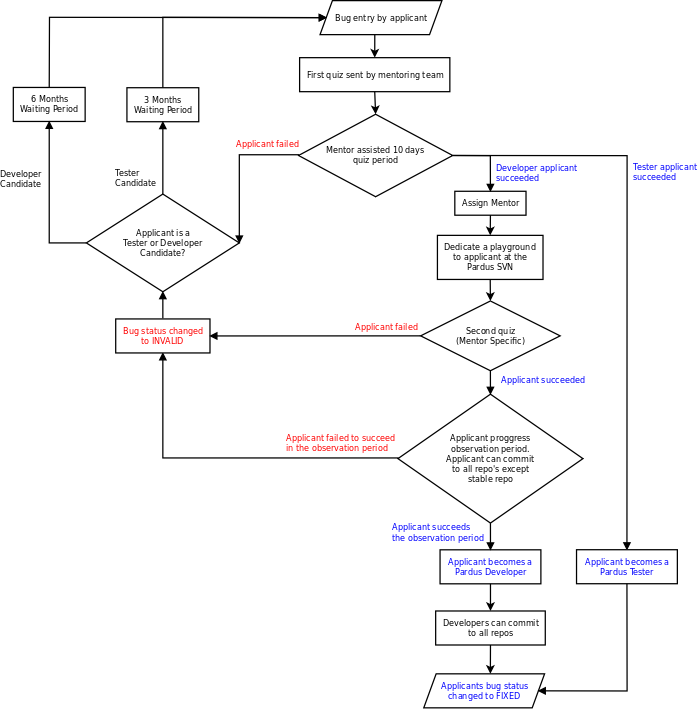 Bug entry by applicant
First quiz sent by mentoring team
6 Months
Waiting Period
3 Months
Waiting Period
Applicant failed
Mentor assisted 10 days
quiz period
Developer applicant
succeeded
Tester applicant
succeeded
Developer
Candidate
Tester
Candidate
Assign Mentor
Applicant is a
Tester or Developer
Candidate?
Dedicate a playground
to applicant at the
Pardus SVN
Bug status changed
to INVALID
Applicant failed
Second quiz
(Mentor Specific)
Applicant succeeded
Applicant failed to succeed
in the observation period
Applicant proggress
observation period.
Applicant can commit
to all repo's except
stable repo
Applicant succeeds
the observation period
Applicant becomes a
Pardus Developer
Applicant becomes a
Pardus Tester
Developers can commit
to all repos
Applicants bug status
changed to FIXED